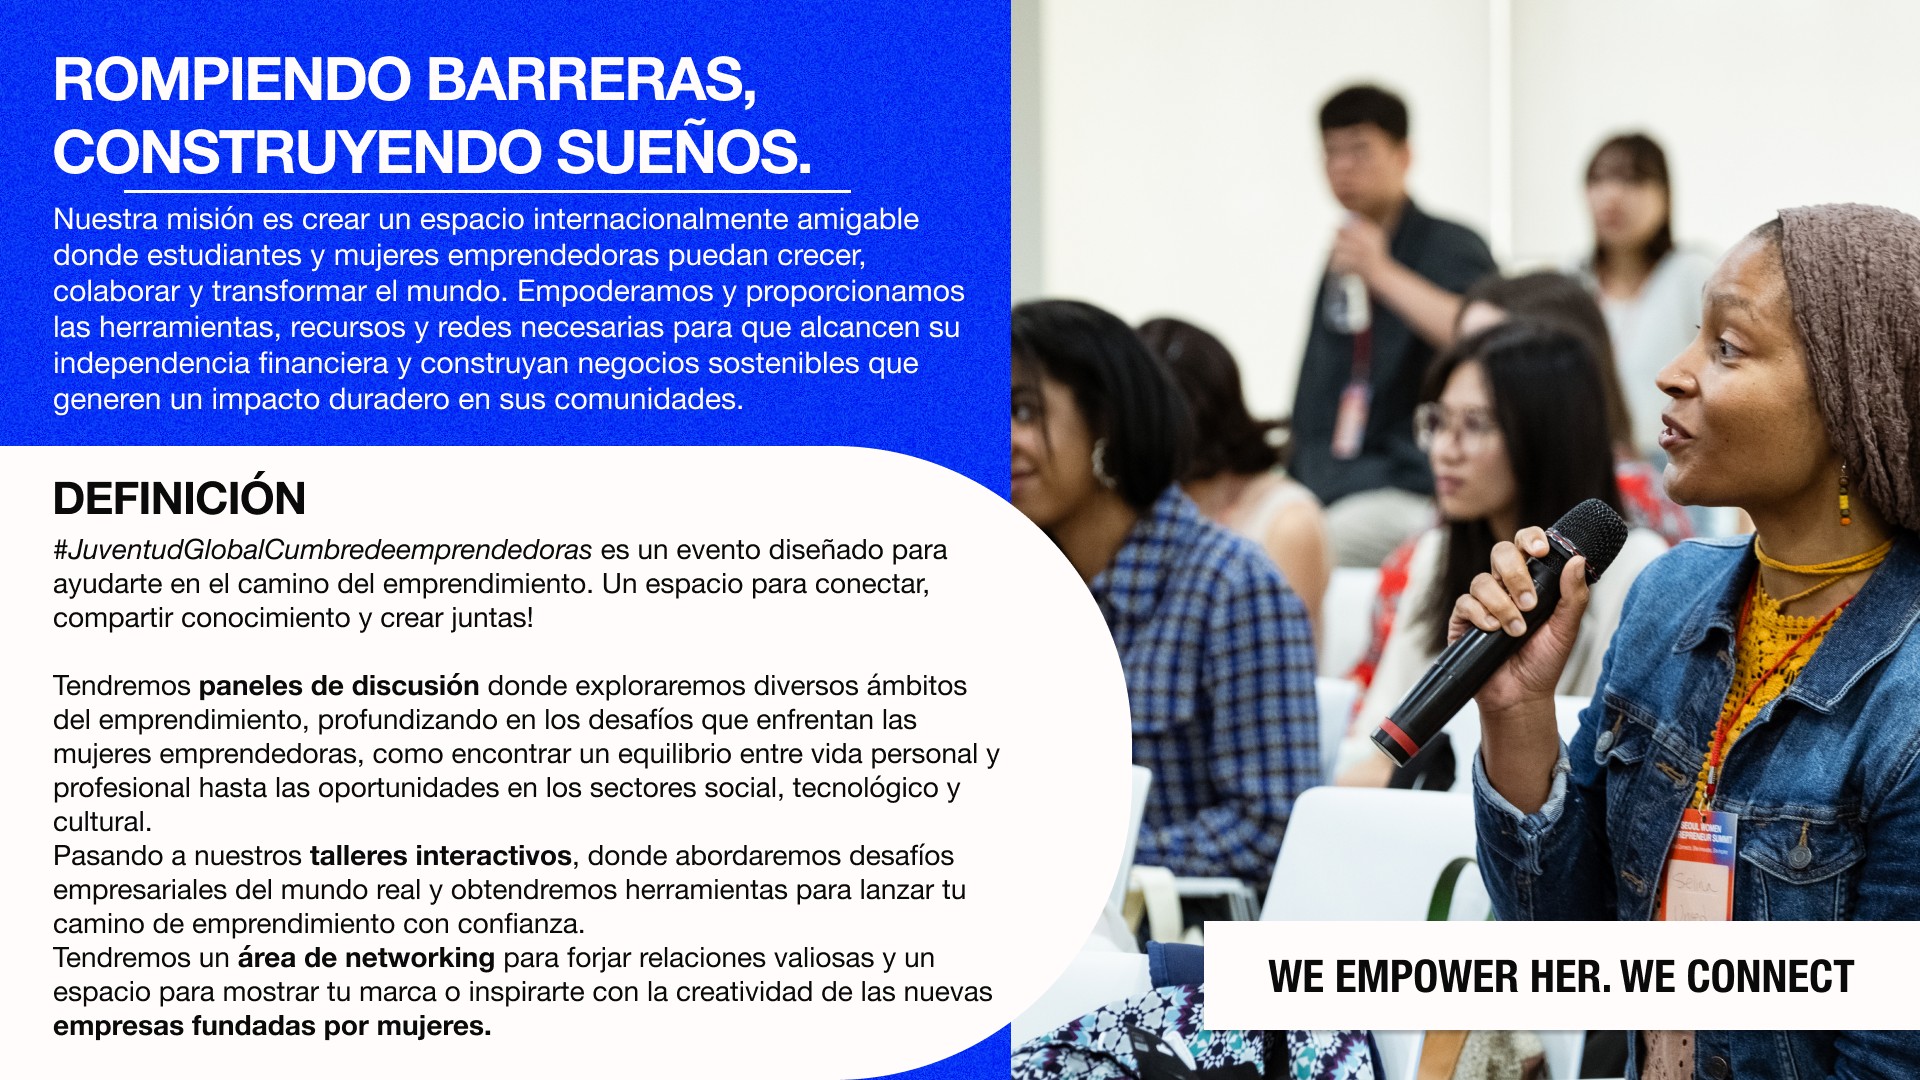 ROMPIENDO BARRERAS,
CONSTRUYENDO SUEÑOS.
Nuestra misión es crear un espacio internacionalmente amigable
donde estudiantes y mujeres emprendedoras puedan crecer,
colaborar y transformar el mundo. Empoderamos y proporcionamos
las herramientas, recursos y redes necesarias para que alcancen su
independencia financiera y construyan negocios sostenibles que
generen un impacto duradero en sus comunidades.
DEFINICIÓN
#JuventudGlobalCumbredeemprendedoras es un evento diseñado para
ayudarte en el camino del emprendimiento. Un espacio para conectar,
compartir conocimiento y crear juntas!
Tendremos paneles de discusión donde exploraremos diversos ámbitos
del emprendimiento, profundizando en los desafíos que enfrentan las
mujeres emprendedoras, como encontrar un equilibrio entre vida personal y
profesional hasta las oportunidades en los sectores social, tecnológico y
cultural.
Pasando a nuestros talleres interactivos, donde abordaremos desafíos
empresariales del mundo real y obtendremos herramientas para lanzar tu
camino de emprendimiento con confianza.
Tendremos un área de networking para forjar relaciones valiosas y un
espacio para mostrar tu marca o inspirarte con la creatividad de las nuevas
empresas fundadas por mujeres.
SEOUL WOMEN
SUMMIT
WE EMPOWER HER. WE CONNECT